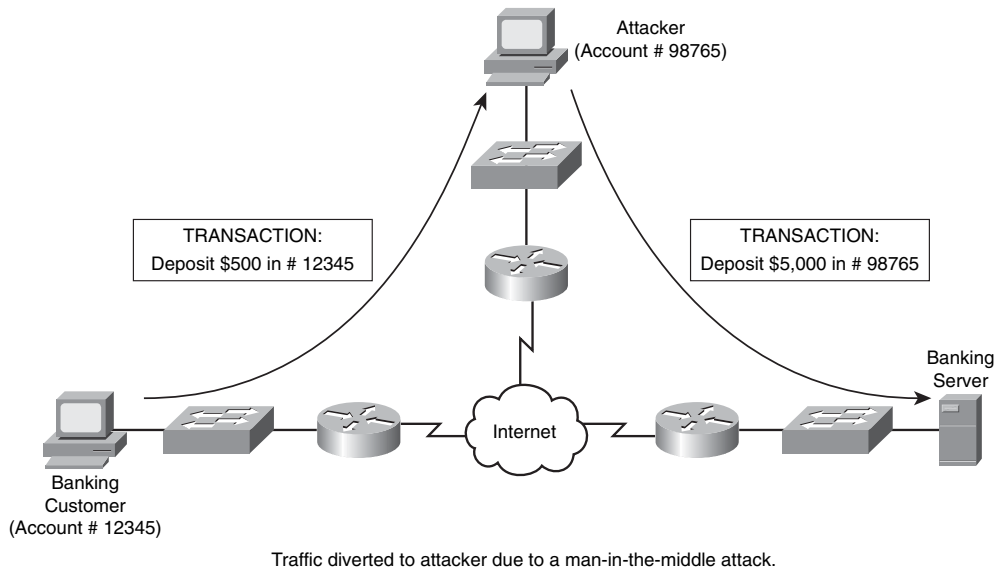 Attacker
(Account # 98765)
TRANSACTION:
Deposit $500 in # 12345
TRANSACTION:
Deposit $5,000 in # 98765
Banking
Server
Internet
Banking
Customer
(Account # 12345)
Traffic diverted to attacker due to a man-in-the-middle attack.